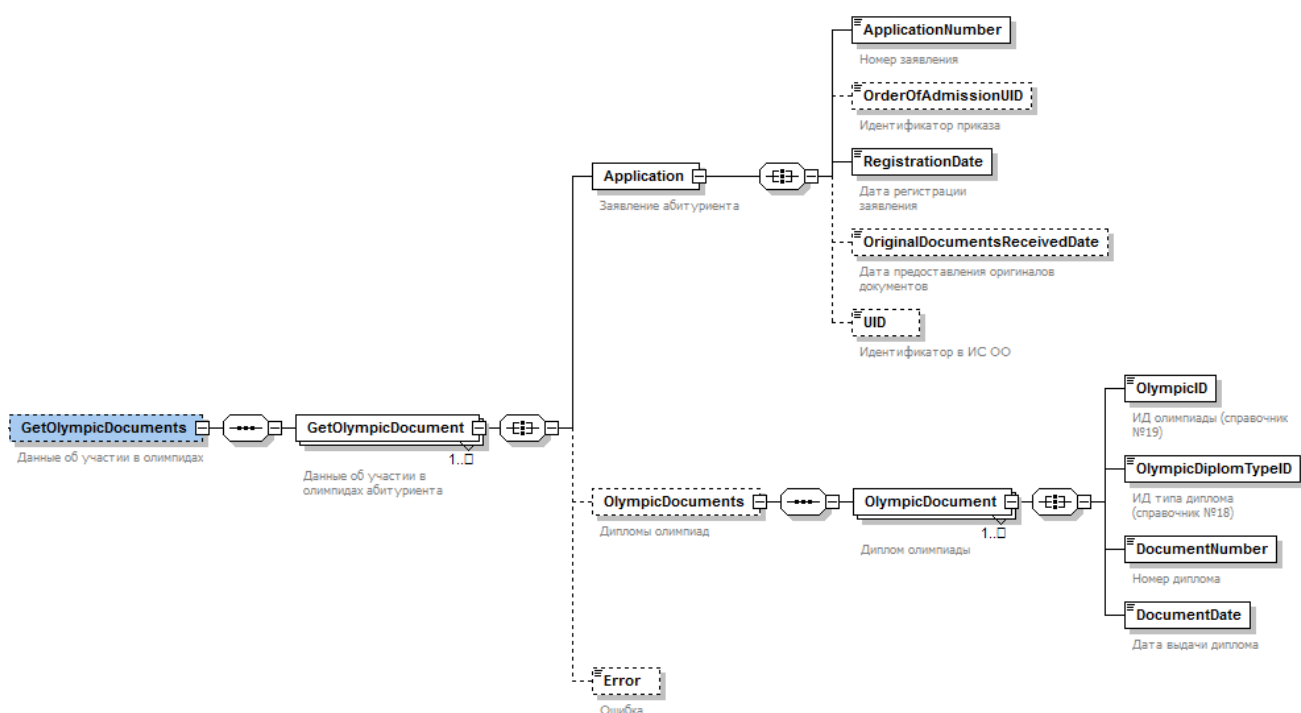 ApplicationNumber
Номер заявления
OrderOfAdmissionUID
Идентификатор приказа
RegistrationDate
Дата регистрации
заявления
Application
Заявление абитуриента
OriginalDocumentsReceivedDate
Дата предоставления оригиналов
документов
UID
Идентификатор в ИС ОО
GetOlympicDocuments
Данные об участии в олимпидах
GetOlympicDocument
1..□
Данные об участии в
олимпидах абитуриента
OlympicDocuments
Дипломы олимпиад
OlympicDocument
1..□
Диплом олимпиады
OlympicID
ИД олимпиады (справочник
№19)
OlympicDiplomTypeID
ИД типа диплома
(справочник №18)
DocumentNumber
Номер диплома
DocumentDate
Дата выдачи диплома
Error
Ошибка